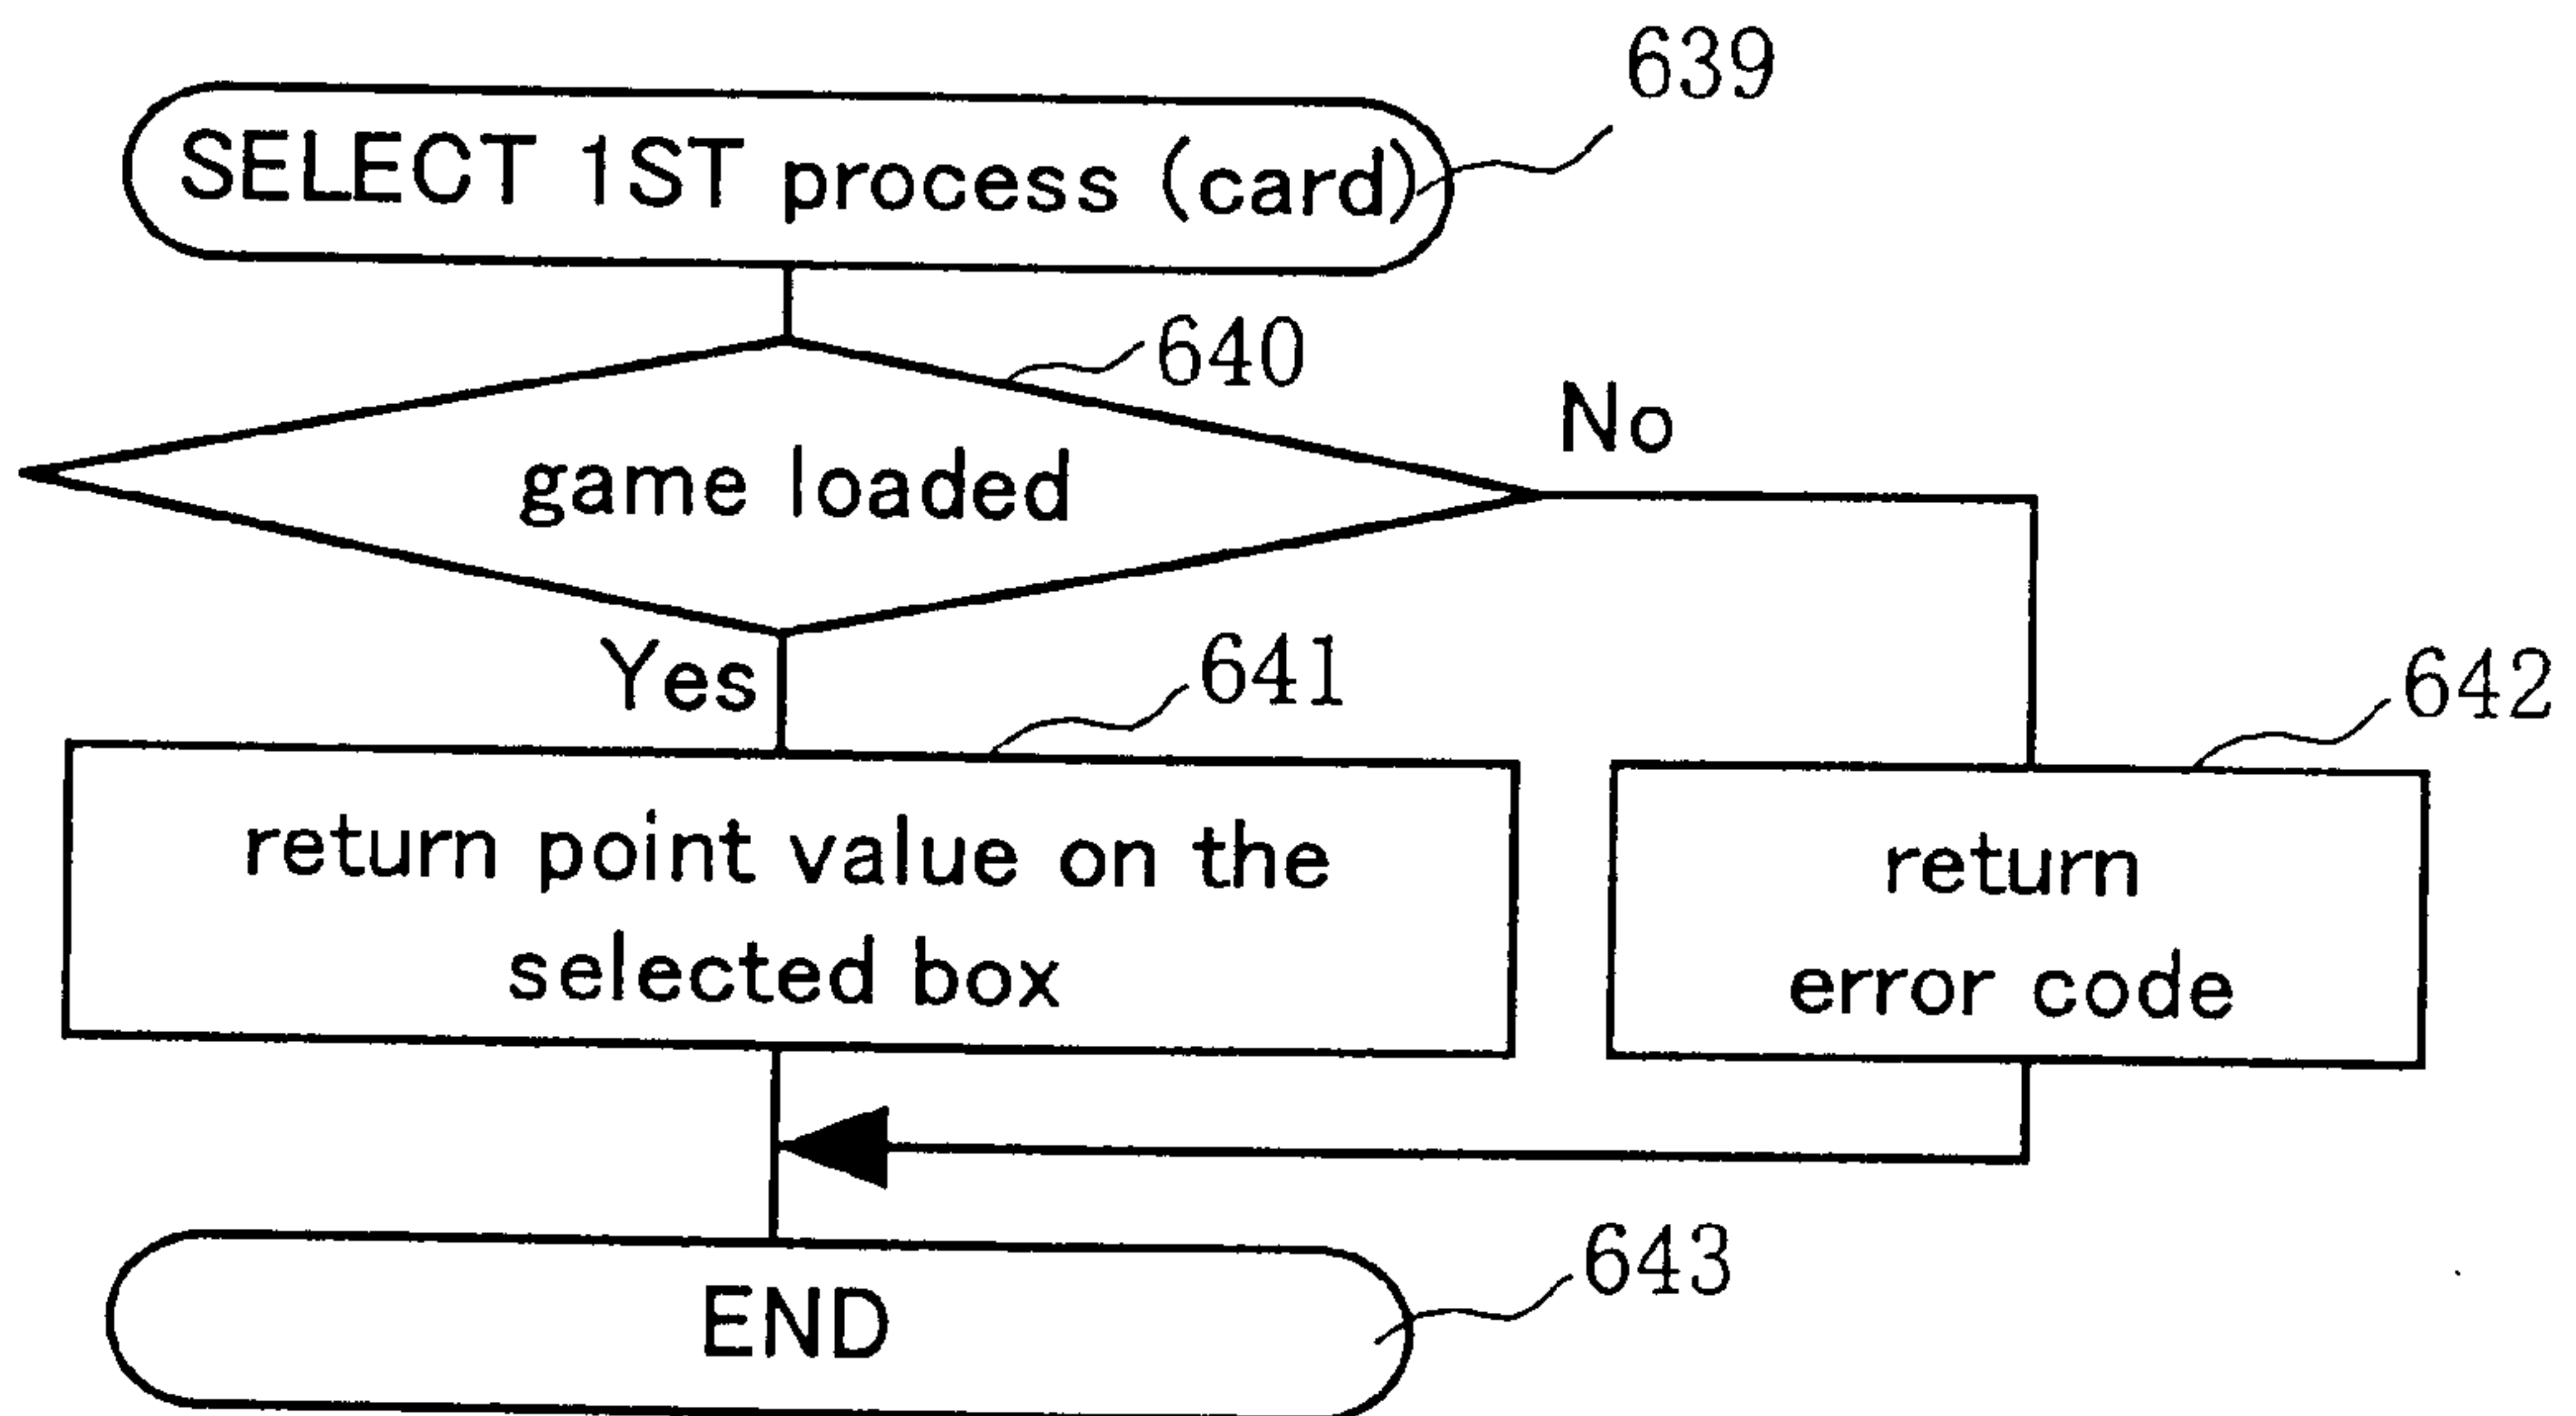 639
SELECT 1ST process (card)
640
No
game loaded
Yes
641
642
return point value on the
selected box
return
error code
643
END